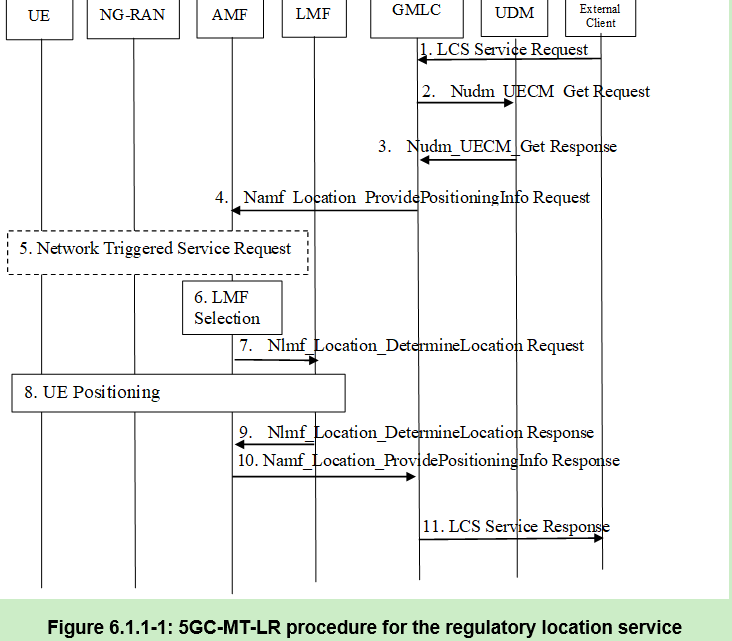 UE
NG-RAN
AMF
LMF
GMLC
UDM
External
Client
1. LCS Service Request
2. Nudm_UECM_Get Request
3. Nudm_UECM_Get Response
4. Namf_Location_ProvidePositioningInfo Request
5. Network Triggered Service Request
6. LMF
Selection
7. Nlmf_Location_DetermineLocation Request
8. UE Positioning
9. Nlmf_Location_DetermineLocation Response
10. Namf_Location_ProvidePositioningInfo Response
11. LCS Service Response
Figure 6.1.1-1: 5GC-MT-LR procedure for the regulatory location service